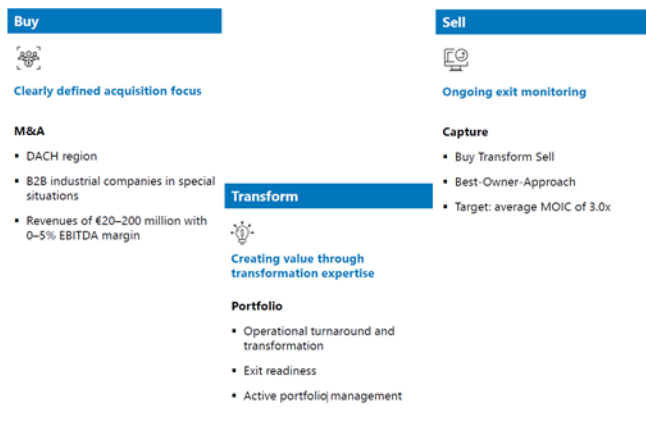 Buy
Clearly defined acquisition focus
M&A
▪ DACH region
▪ B2B industrial companies in special
situations
▪ Revenues of €20–200 million with
0–5% EBITDA margin
Transform
Creating value through
transformation expertise
Portfolio
▪ Operational turnaround and
transformation
▪ Exit readiness
▪ Active portfolio management
Sell
Ongoing exit monitoring
Capture
▪ Buy Transform Sell
▪ Best-Owner-Approach
▪ Target: average MOIC of 3.0x